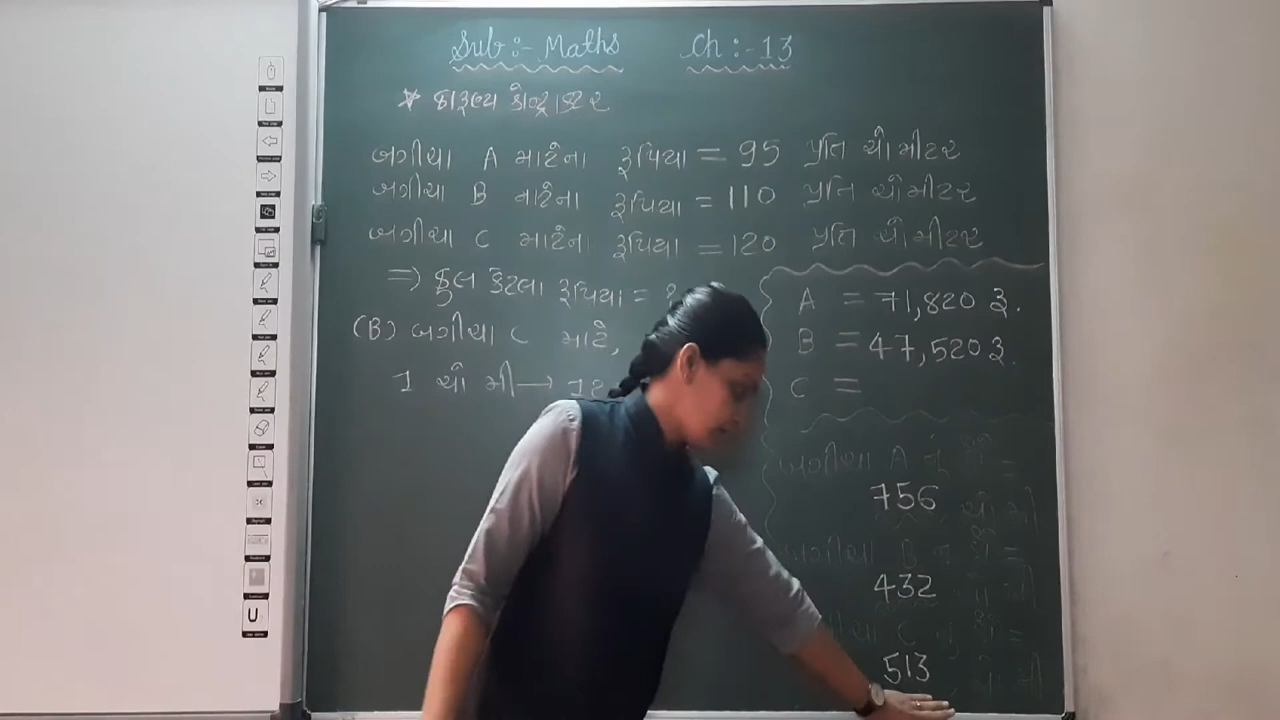 Sub:- Maths Ch:-13
* કારૂલ્ય કોન્ટ્રાક્ટર
બગીચા A માટેના રૂપિયા = 95 પ્રતિ ચોમીટર
બગીચા B માટેના રૂપિયા = 110 પ્રતિ ચોમીટર
બગીચા C માટેના રૂપિયા = 120 પ્રતિ ચોમીટર
=> કુલ કેટલા રૂપિયા = ?
(B) બગીચા C માટે,
1 ચો મી →
A = 71,820 રૂ.
B = 47,520 રૂ.
C =
બગીચા A નું ક્ષે =
756 ચો મી
બગીચા B નું ક્ષે =
432 ચો મી
C નું ક્ષે =
513 ચો મી
U